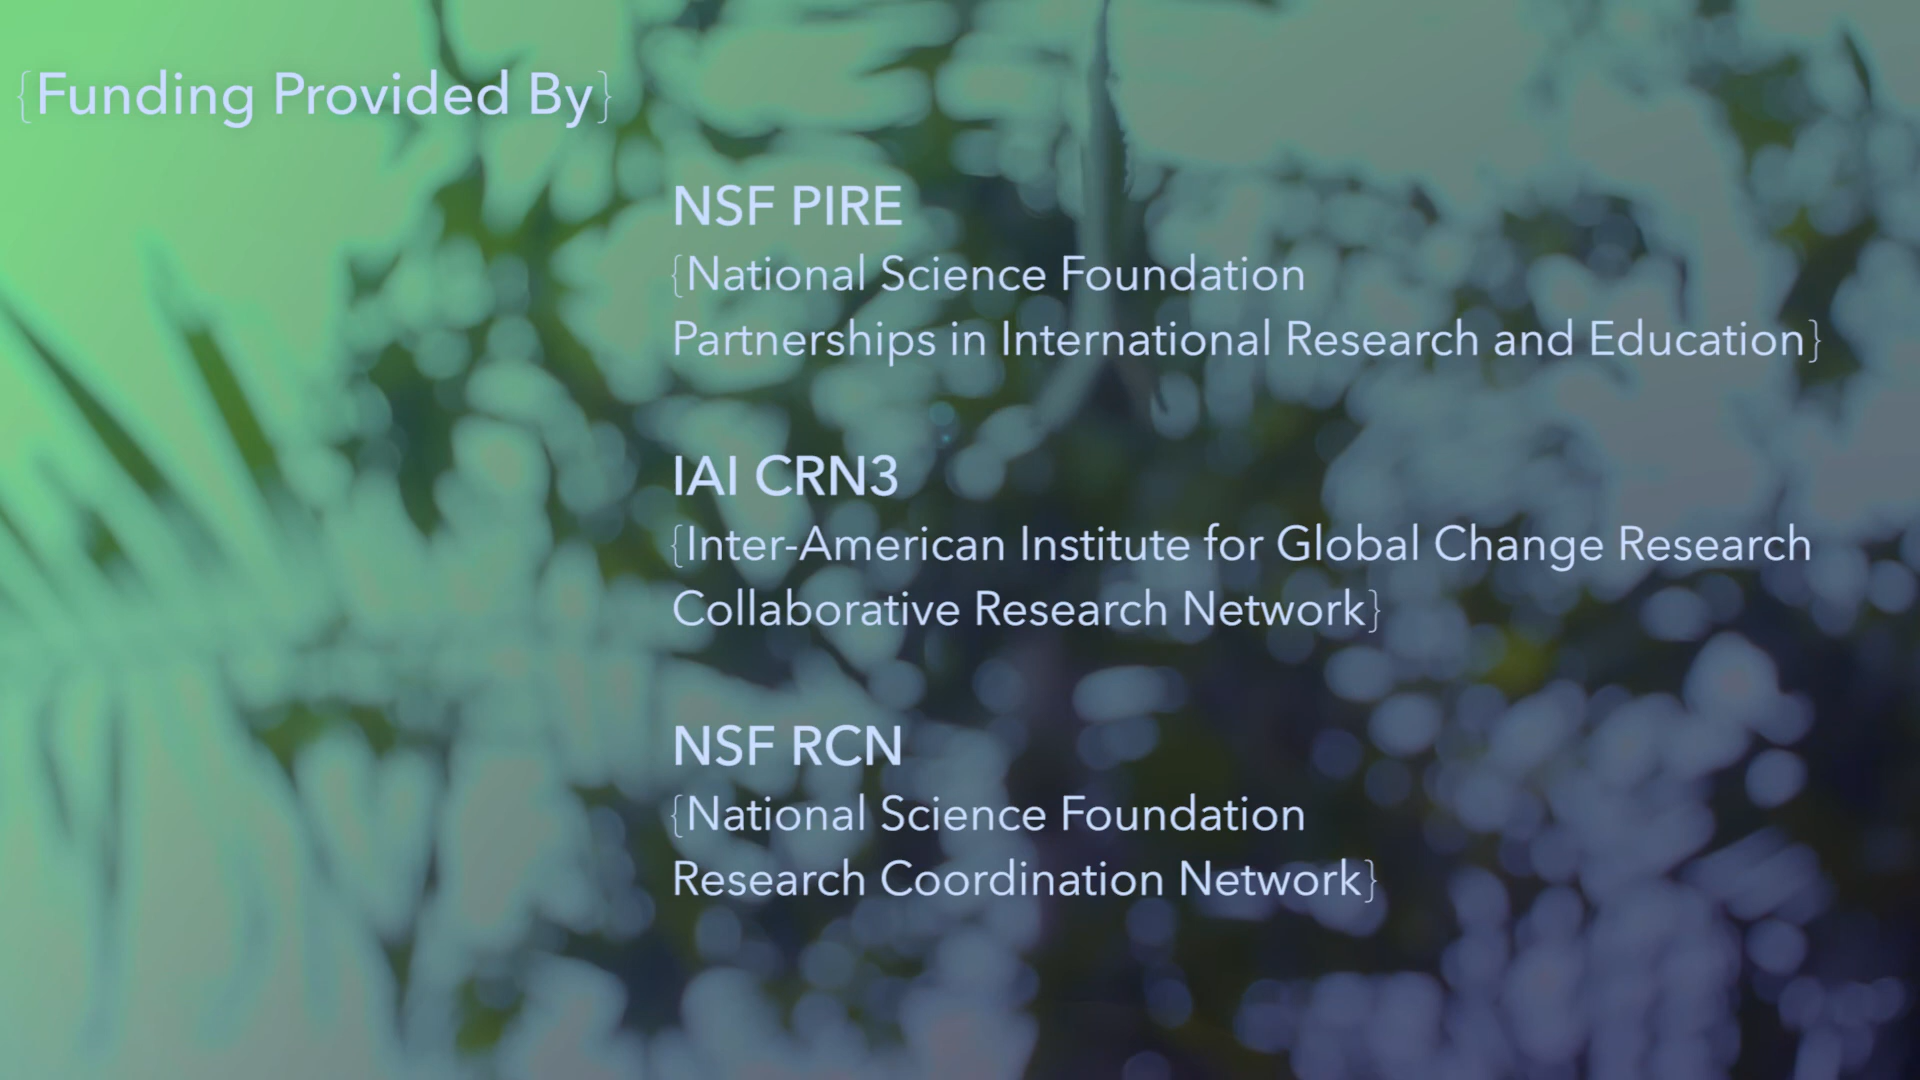 {Funding Provided By}
NSF PIRE
{National Science Foundation
Partnerships in International Research and Education}
IAI CRN3
{Inter-American Institute for Global Change Research
Collaborative Research Network}
NSF RCN
{National Science Foundation
Research Coordination Network}